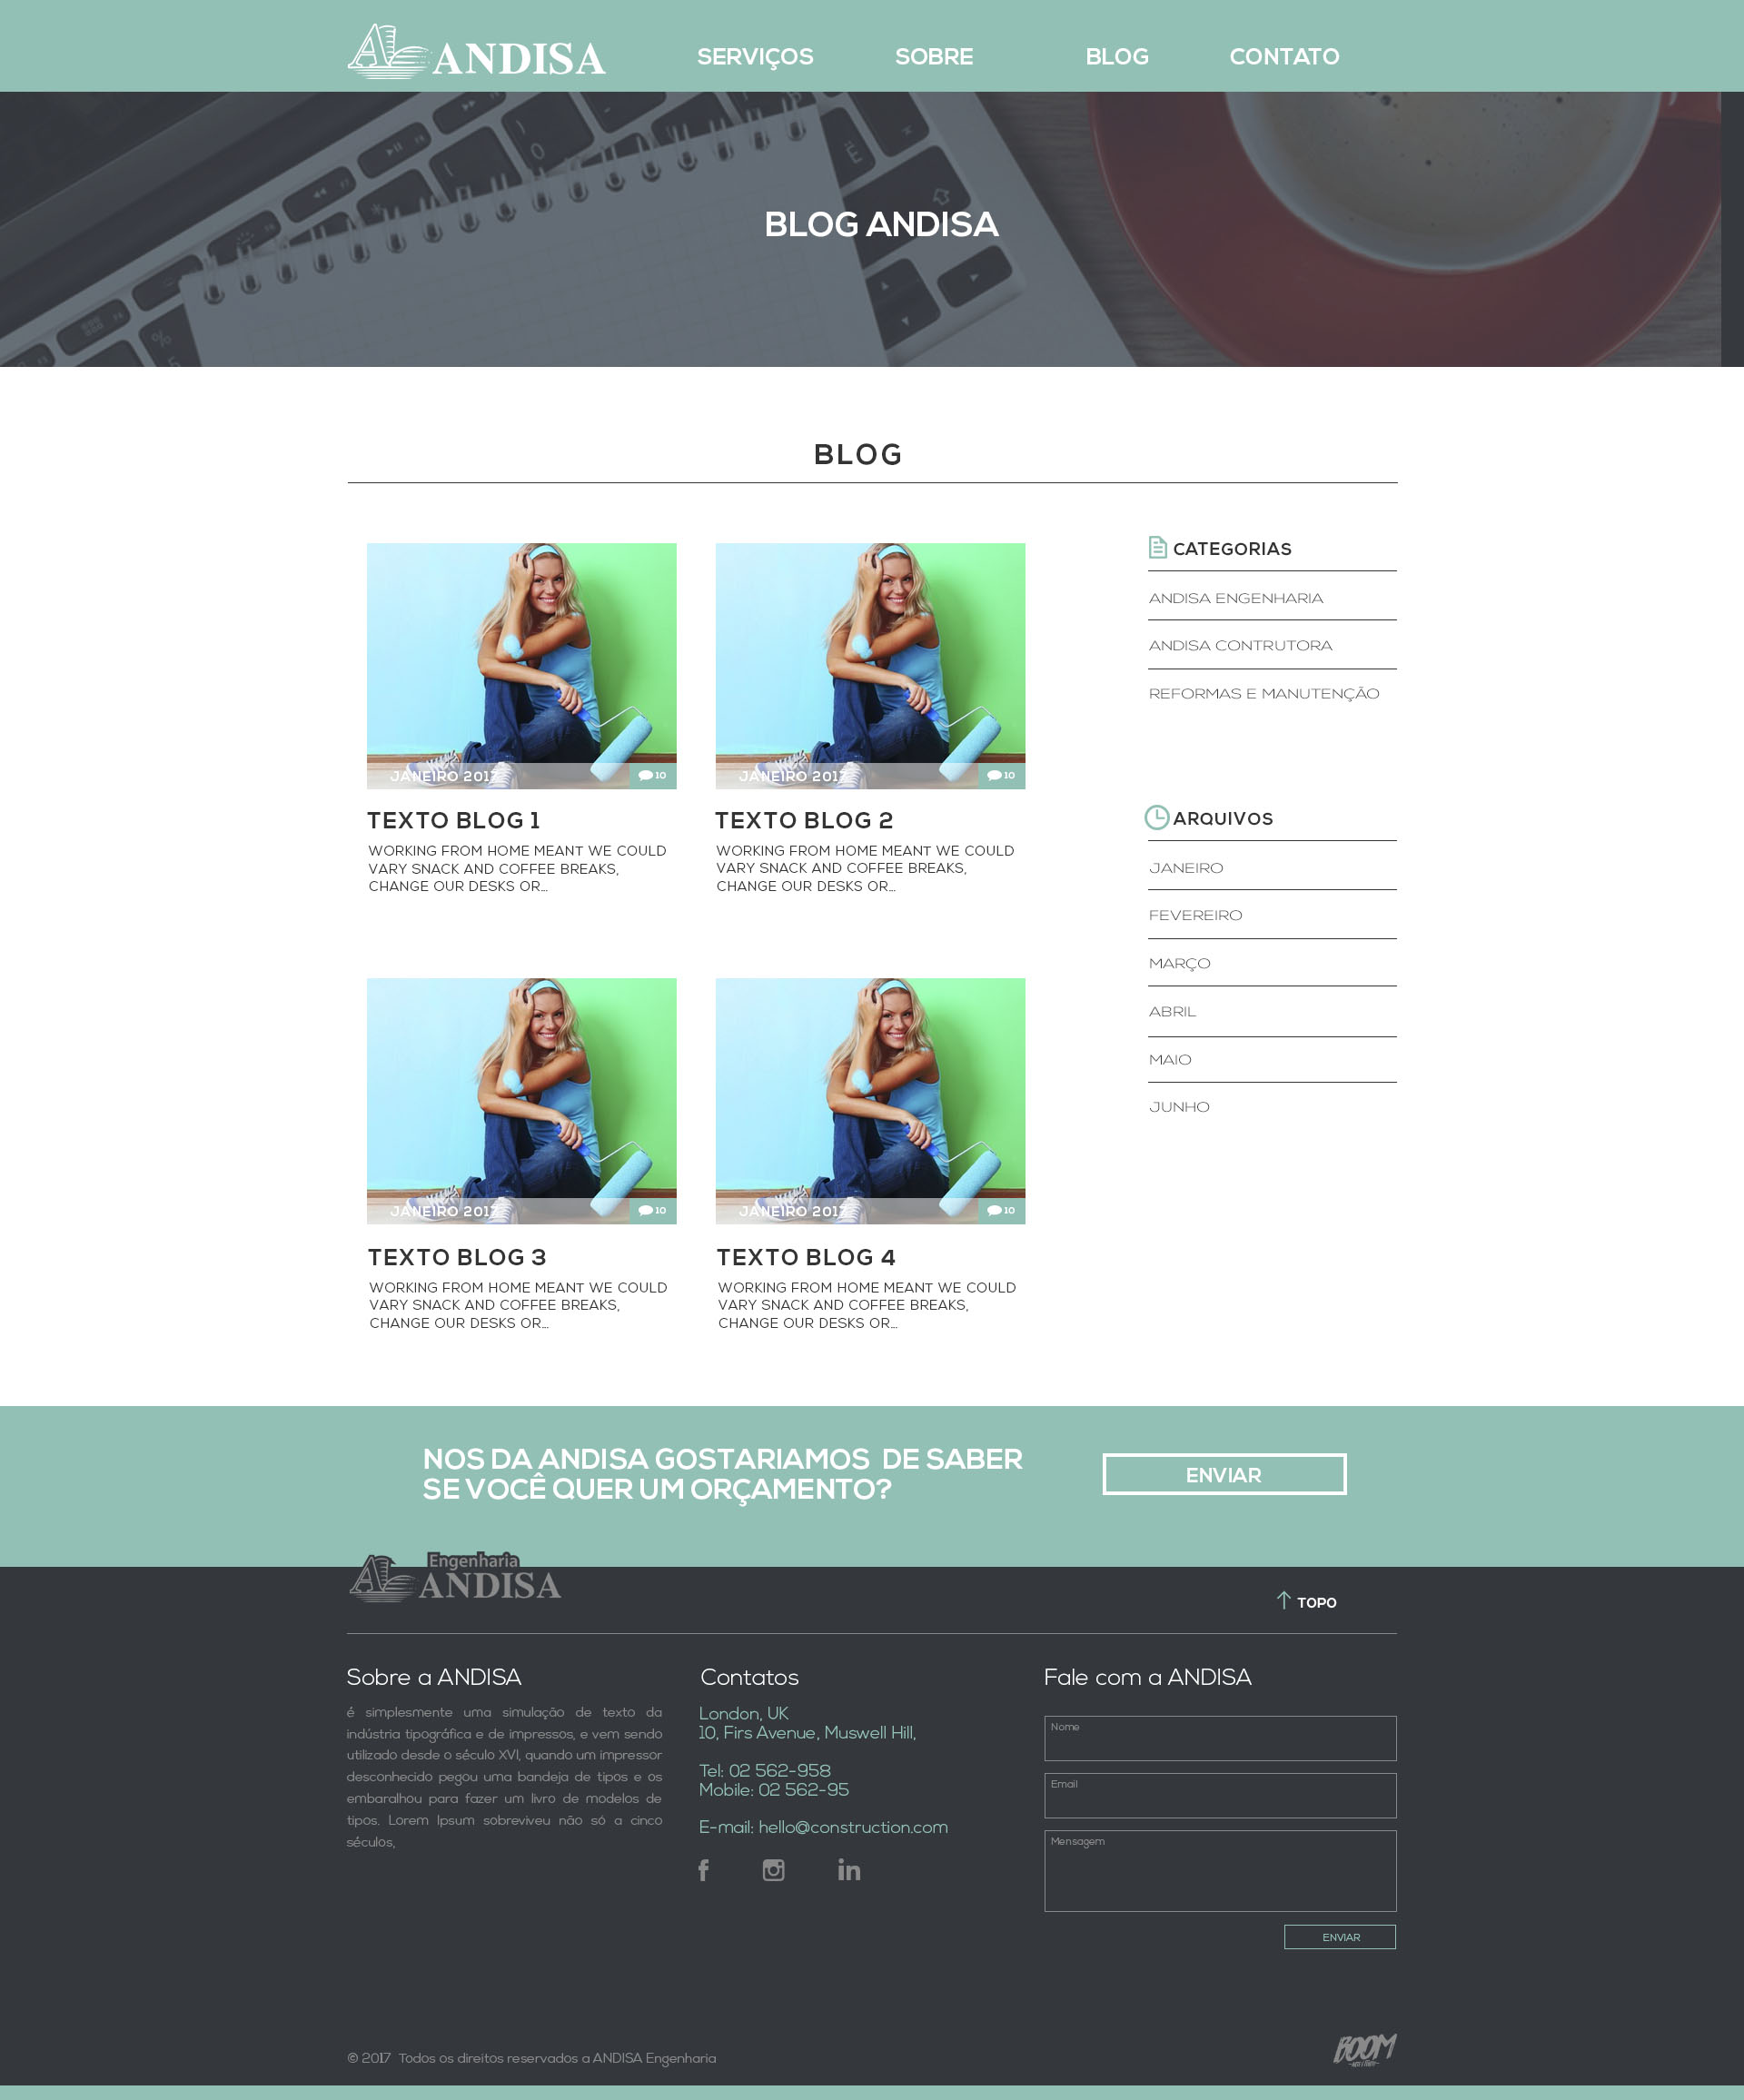 ANDISA
SERVIÇOS
SOBRE
BLOG
CONTATO
BLOG ANDISA
BLOG
JANEIRO 2017
10
TEXTO BLOG 1
WORKING FROM HOME MEANT WE COULD
VARY SNACK AND COFFEE BREAKS,
CHANGE OUR DESKS OR...
JANEIRO 2017
10
TEXTO BLOG 2
WORKING FROM HOME MEANT WE COULD
VARY SNACK AND COFFEE BREAKS,
CHANGE OUR DESKS OR...
JANEIRO 2017
10
TEXTO BLOG 3
WORKING FROM HOME MEANT WE COULD
VARY SNACK AND COFFEE BREAKS,
CHANGE OUR DESKS OR...
JANEIRO 2017
10
TEXTO BLOG 4
WORKING FROM HOME MEANT WE COULD
VARY SNACK AND COFFEE BREAKS,
CHANGE OUR DESKS OR...
CATEGORIAS
ANDISA ENGENHARIA
ANDISA CONTRUTORA
REFORMAS E MANUTENÇÃO
ARQUIVOS
JANEIRO
FEVEREIRO
MARÇO
ABRIL
MAIO
JUNHO
NOS DA ANDISA GOSTARIAMOS DE SABER
SE VOCÊ QUER UM ORÇAMENTO?
ENVIAR
Engenharia
ANDISA
TOPO
Sobre a ANDISA
é simplesmente uma simulação de texto da
indústria tipográfica e de impressos, e vem sendo
utilizado desde o século XVI, quando um impressor
desconhecido pegou uma bandeja de tipos e os
embaralhou para fazer um livro de modelos de
tipos. Lorem Ipsum sobreviveu não só a cinco
séculos,
Contatos
London, UK
10, Firs Avenue, Muswell Hill,
Tel: 02 562-958
Mobile: 02 562-95
E-mail: hello@construction.com
Fale com a ANDISA
Nome
Email
Mensagem
ENVIAR
© 2017 Todos os direitos reservados a ANDISA Engenharia
BOOM